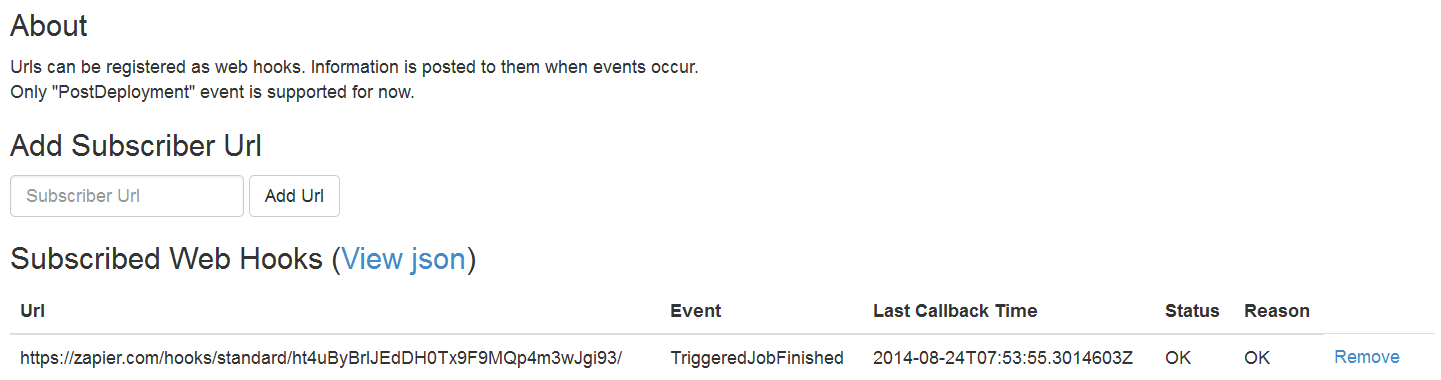 About
Urls can be registered as web hooks. Information is posted to them when events occur.
Only "PostDeployment" event is supported for now.
Add Subscriber Url
Subscriber Url Add Url
Subscribed Web Hooks (View json)
Url Event Last Callback Time Status Reason
https://zapier.com/hooks/standard/ht4uByBrlJEdDH0Tx9F9MQp4m3wJgi93/ TriggeredJobFinished 2014-08-24T07:53:55.3014603Z OK OK Remove